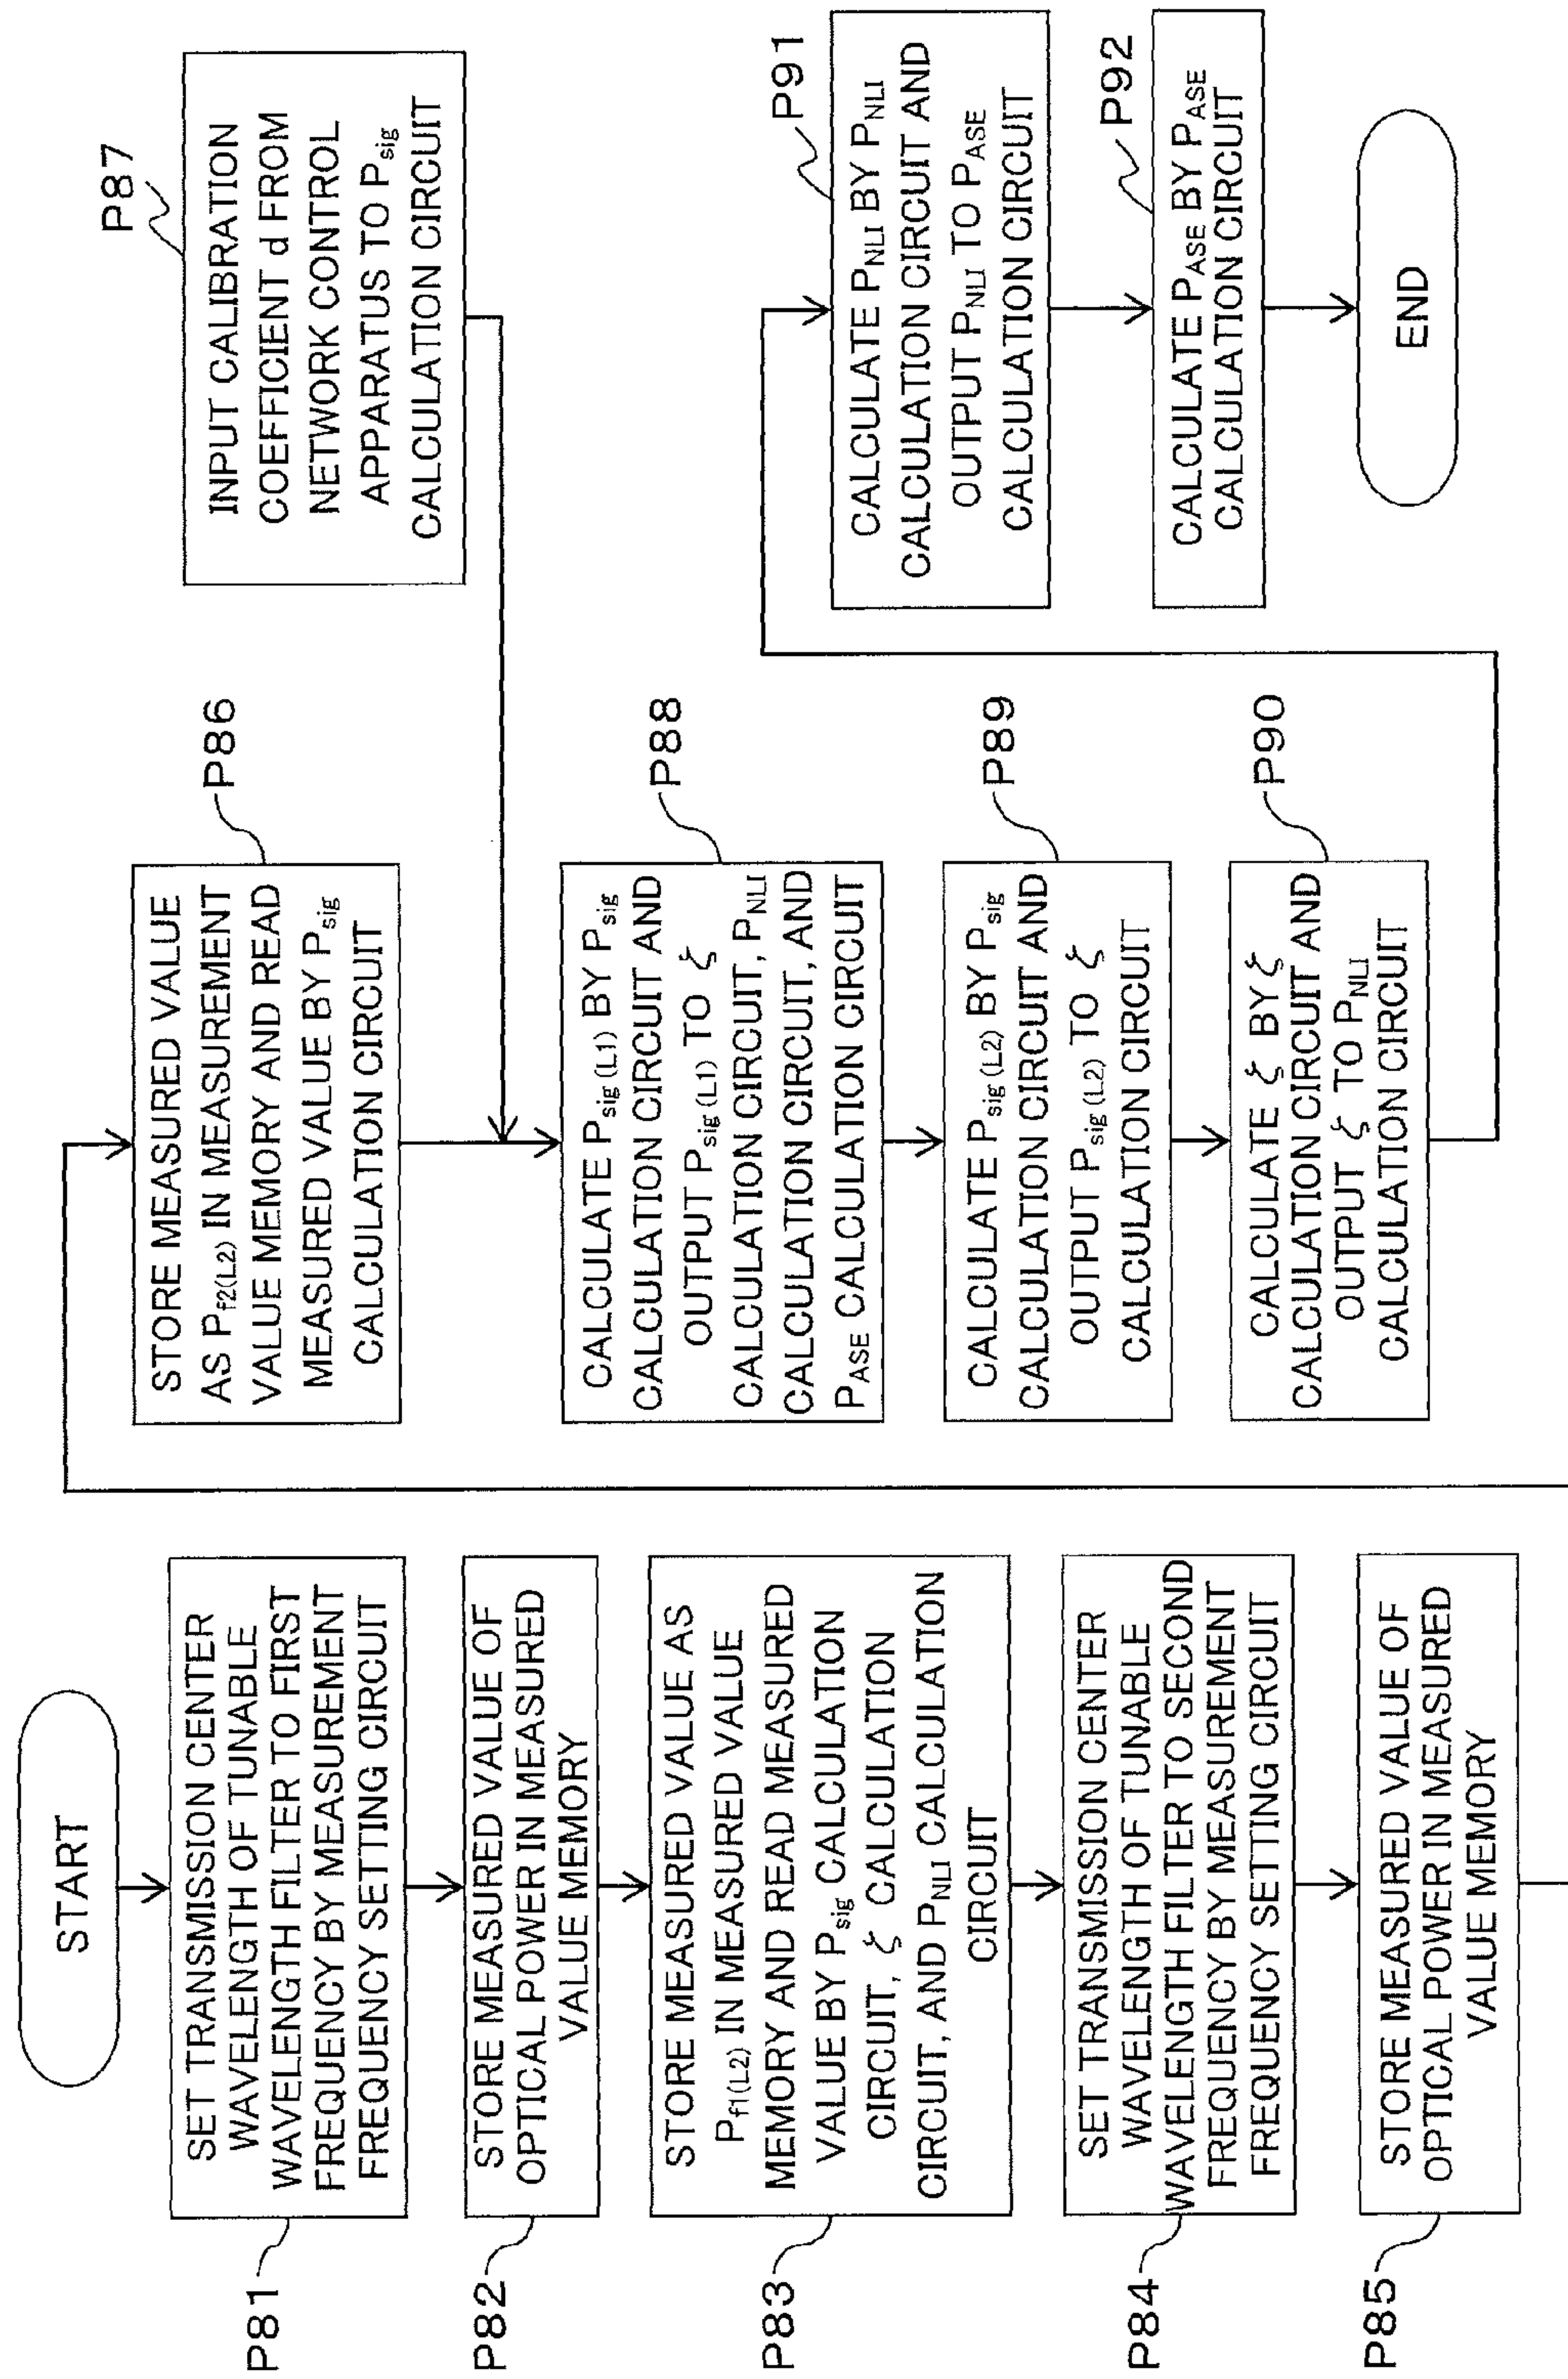 START
P81
SET TRANSMISSION CENTER
WAVELENGTH OF TUNABLE
WAVELENGTH FILTER TO FIRST
FREQUENCY BY MEASUREMENT
FREQUENCY SETTING CIRCUIT
P82
STORE MEASURED VALUE OF
OPTICAL POWER IN MEASURED
VALUE MEMORY
P83
STORE MEASURED VALUE AS
Pf1(L2) IN MEASURED VALUE
MEMORY AND READ MEASURED
VALUE BY Psig CALCULATION
CIRCUIT, ζ CALCULATION
CIRCUIT, AND PNLI CALCULATION
CIRCUIT
P84
SET TRANSMISSION CENTER
WAVELENGTH OF TUNABLE
WAVELENGTH FILTER TO SECOND
FREQUENCY BY MEASUREMENT
FREQUENCY SETTING CIRCUIT
P85
STORE MEASURED VALUE OF
OPTICAL POWER IN MEASURED
VALUE MEMORY
P86
STORE MEASURED VALUE
AS Pf2(L2) IN MEASUREMENT
VALUE MEMORY AND READ
MEASURED VALUE BY Psig
CALCULATION CIRCUIT
P87
INPUT CALIBRATION
COEFFICIENT d FROM
NETWORK CONTROL
APPARATUS TO Psig
CALCULATION CIRCUIT
P88
CALCULATE Psig (L1) BY Psig
CALCULATION CIRCUIT AND
OUTPUT Psig (L1) TO ζ
CALCULATION CIRCUIT, PNLI
CALCULATION CIRCUIT, AND
PASE CALCULATION CIRCUIT
P89
CALCULATE Psig (L2) BY Psig
CALCULATION CIRCUIT AND
OUTPUT Psig (L2) TO ζ
CALCULATION CIRCUIT
P90
CALCULATE ζ BY ζ
CALCULATION CIRCUIT AND
OUTPUT ζ TO PNLI
CALCULATION CIRCUIT
P91
CALCULATE PNLI BY PNLI
CALCULATION CIRCUIT AND
OUTPUT PNLI TO PASE
CALCULATION CIRCUIT
P92
CALCULATE PASE BY PASE
CALCULATION CIRCUIT
END